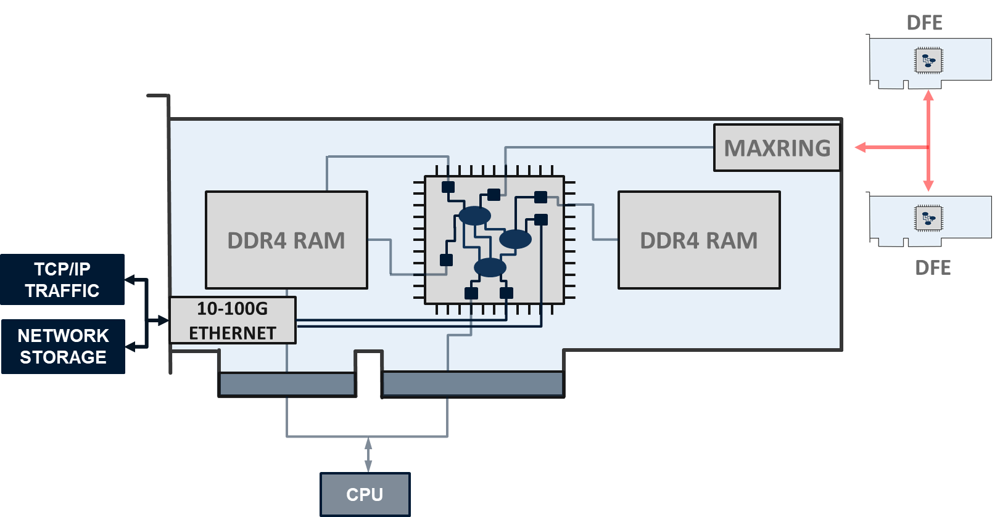 DFE
MAXRING
DDR4 RAM
DDR4 RAM
DFE
TCP/IP
TRAFFIC
10-100G
ETHERNET
NETWORK
STORAGE
CPU